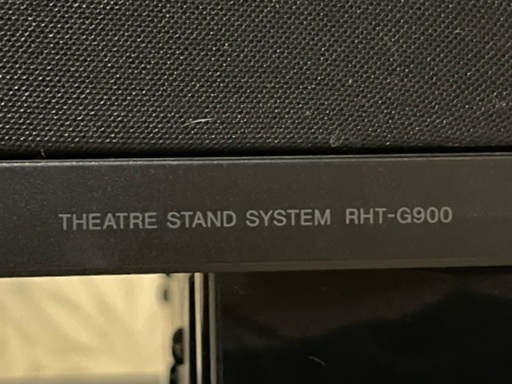 THEATRE STAND SYSTEM RHT-G900